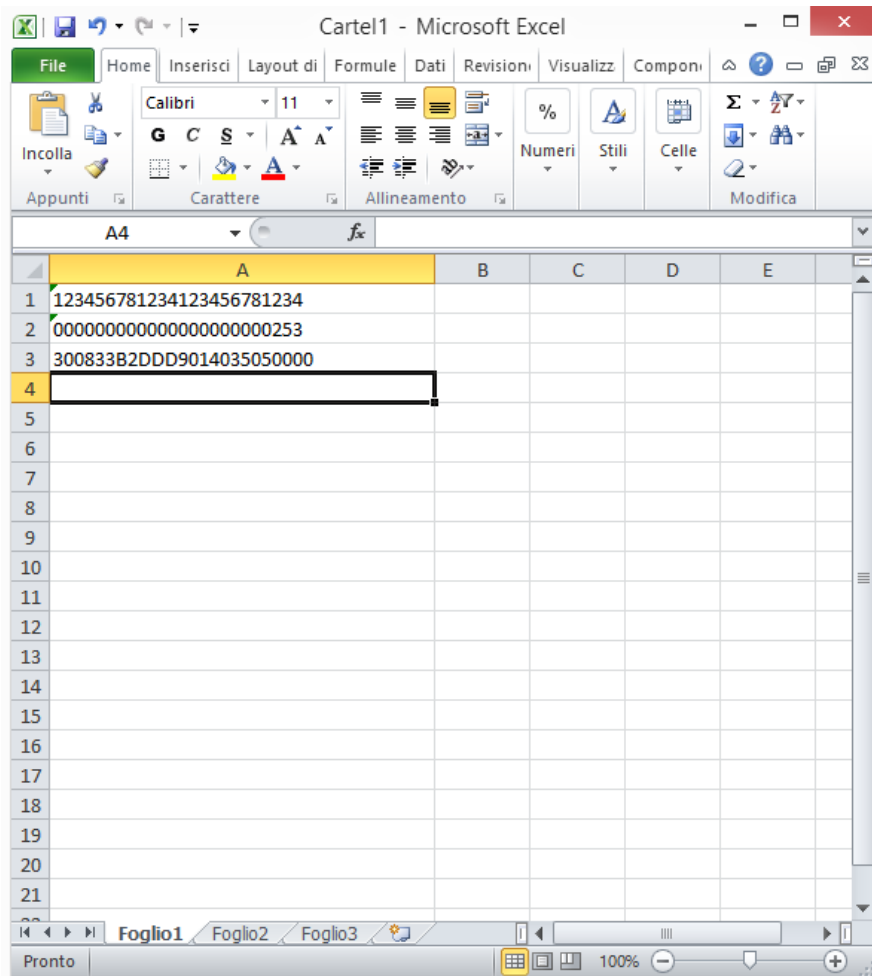 Cartel1 - Microsoft Excel
File Home Inserisci Layout di Formule Dati Revision Visualizz Compon
Calibri 11
G C S A A
Incolla
% Numeri Stili Celle
Appunti Carattere Allineamento Modifica
A4 fx
A B C D E
1 123456781234123456781234
2 000000000000000000000253
3 300833B2DDD9014035050000
4
5
6
7
8
9
10
11
12
13
14
15
16
17
18
19
20
21
Foglio1 Foglio2 Foglio3
Pronto 100%